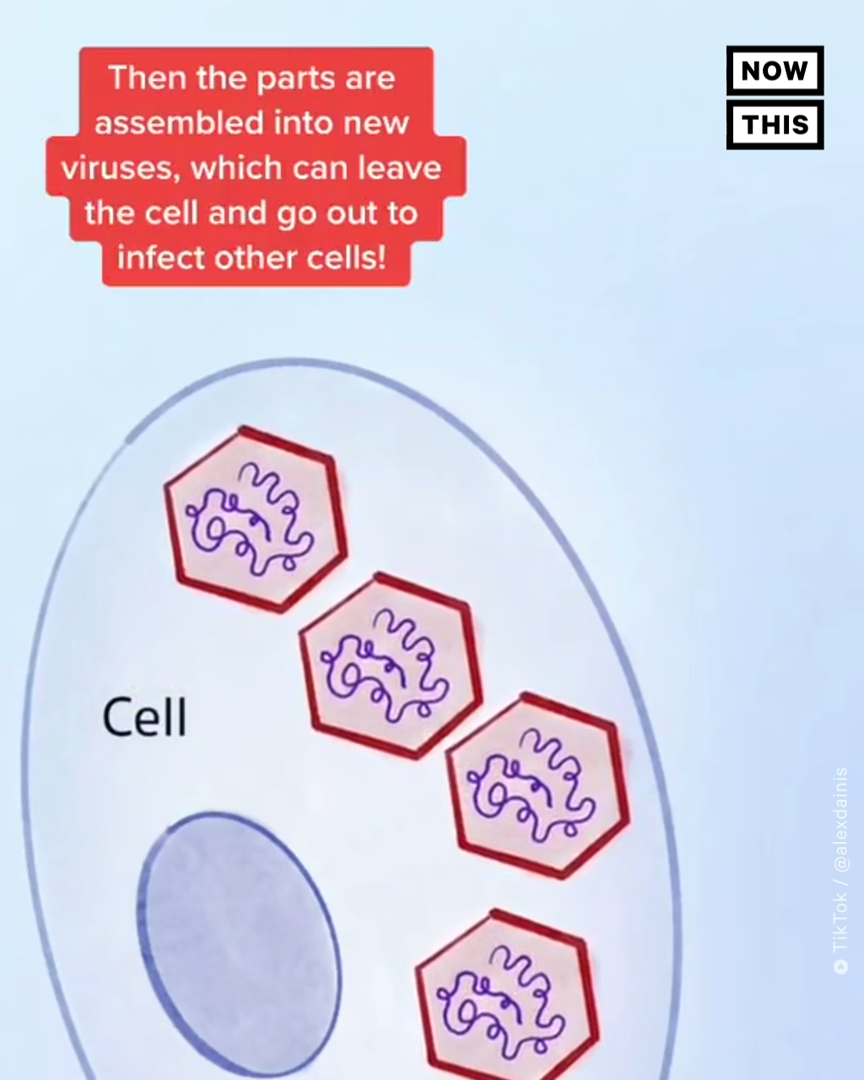 Then the parts are
assembled into new
viruses, which can leave
the cell and go out to
infect other cells!
NOW
THIS
Cell
TikTok / @alexdainis